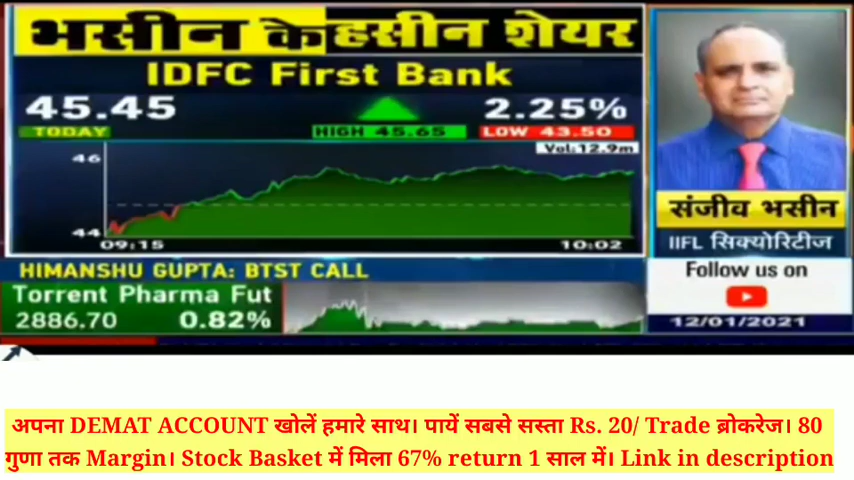 भसीन के हसीन शेयर
IDFC First Bank
45.45 2.25%
TODAY HIGH 45.65 LOW 43.50
Vol:12.9m
46
44
09:15 10:02
संजीव भसीन
IIFL सिक्योरिटीज
HIMANSHU GUPTA: BTST CALL
Torrent Pharma Fut
2886.70 0.82%
Follow us on
12/01/2021
अपना DEMAT ACCOUNT खोलें हमारे साथ। पायें सबसे सस्ता Rs. 20/ Trade ब्रोकरेज। 80
गुणा तक Margin। Stock Basket में मिला 67% return 1 साल में। Link in description